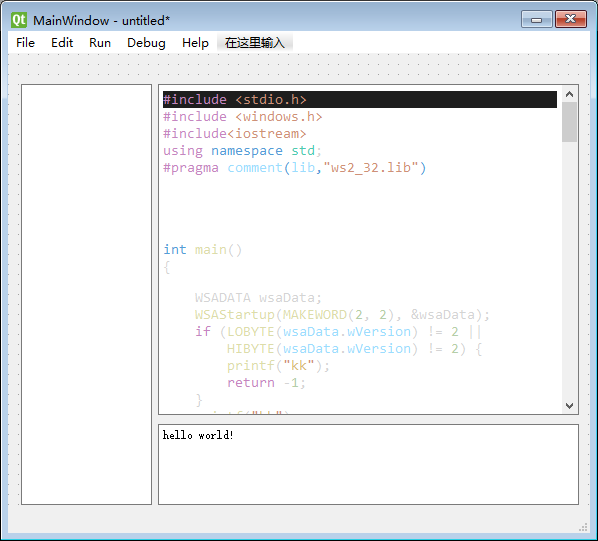 Qt MainWindow - untitled*
File Edit Run Debug Help 在这里输入
#include <stdio.h>
#include <windows.h>
#include<iostream>
using namespace std;
#pragma comment(lib,"ws2_32.lib")
int main()
{
WSADATA wsaData;
WSAStartup(MAKEWORD(2, 2), &wsaData);
if (LOBYTE(wsaData.wVersion) != 2 ||
HIBYTE(wsaData.wVersion) != 2) {
printf("kk");
return -1;
}
hello world!